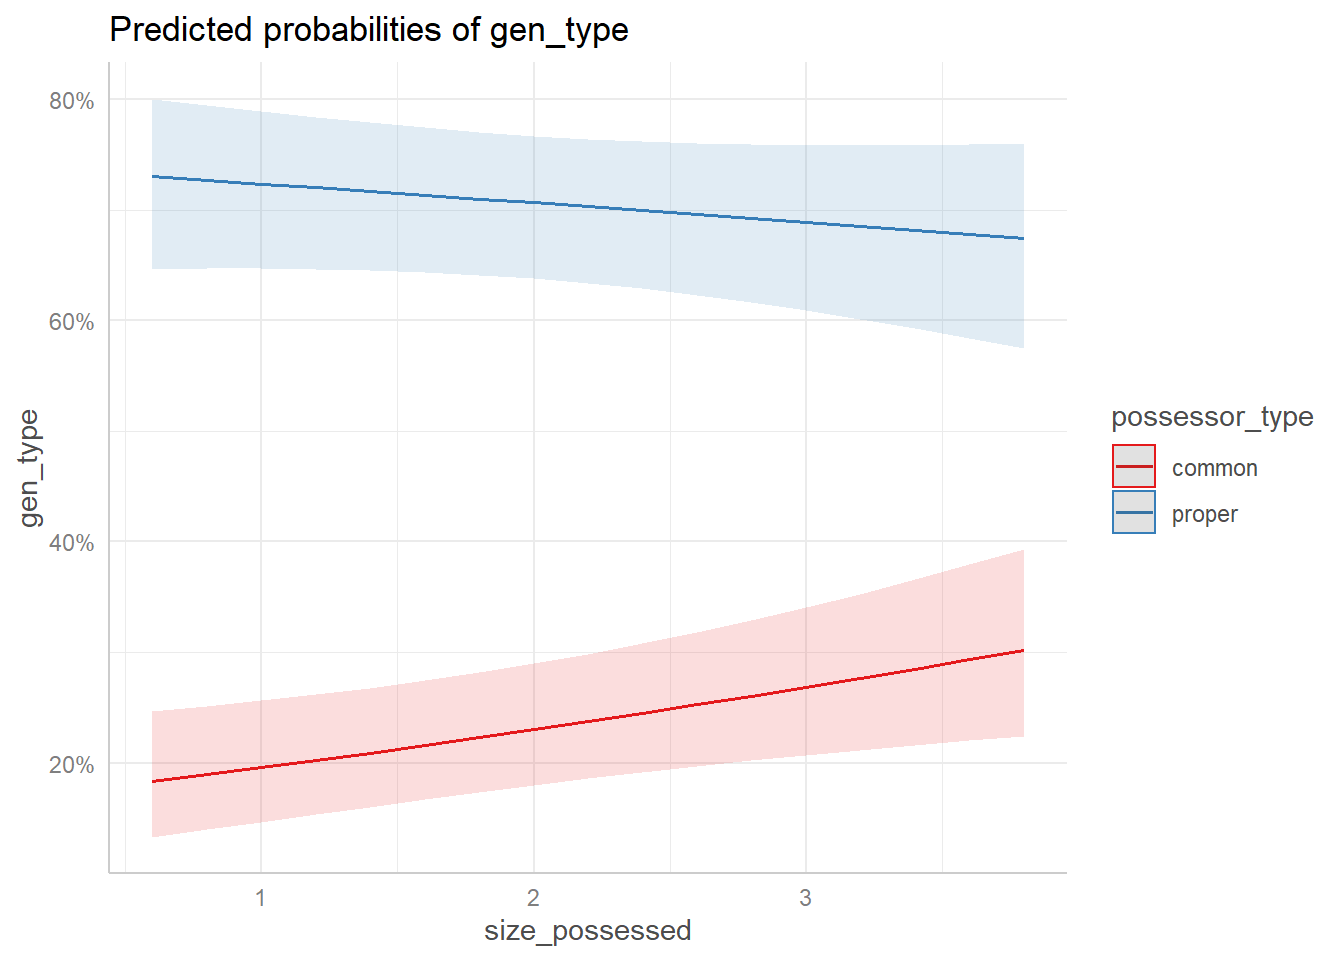 Predicted probabilities of gen_type
80%
60%
40%
20%
gen_type
1 2 3
size_possessed
possessor_type
common
proper